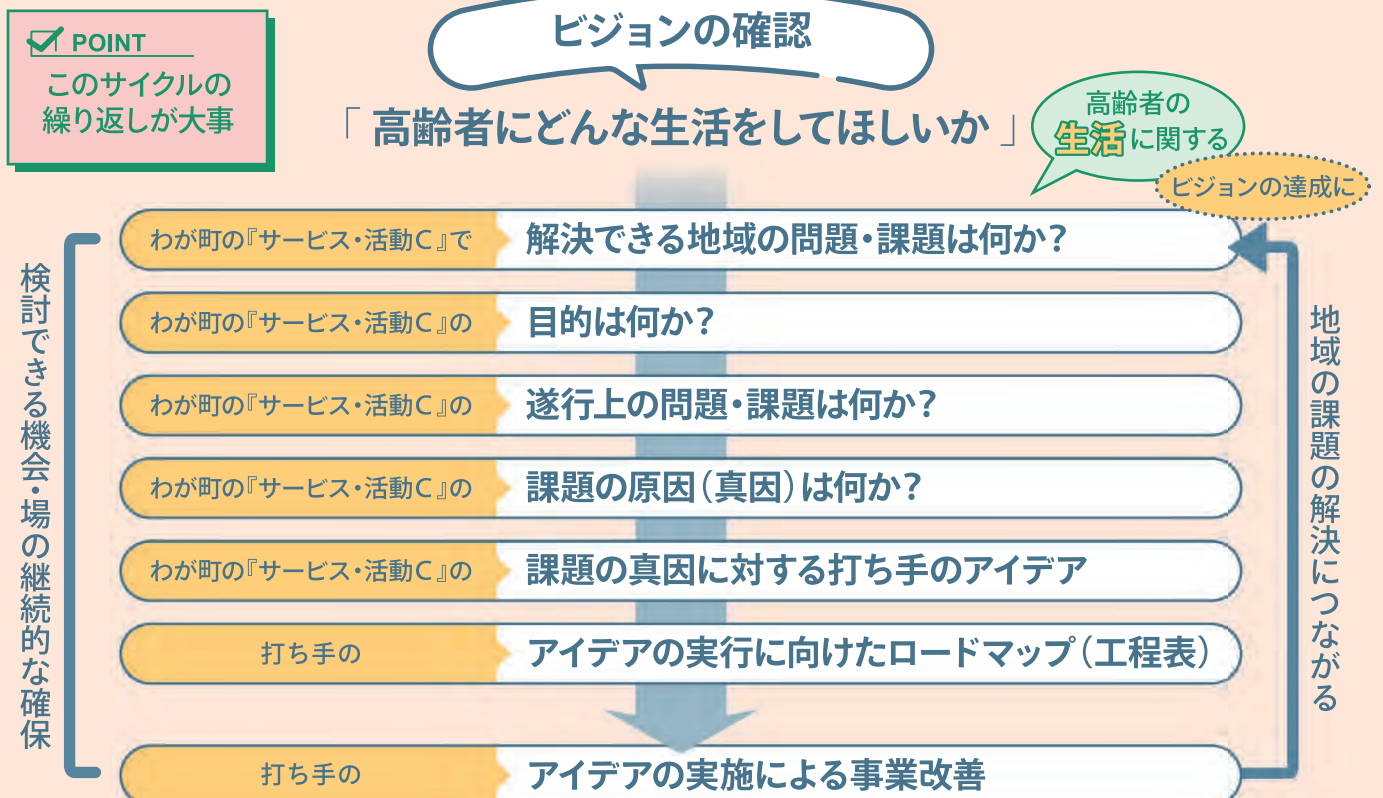 POINT
このサイクルの
繰り返しが大事
ビジョンの確認
「高齢者にどんな生活をしてほしいか」
高齢者の
生活に関する
ビジョンの達成に
わが町の『サービス・活動C』で 解決できる地域の問題・課題は何か?
わが町の『サービス・活動C』の 目的は何か?
わが町の『サービス・活動C』の 遂行上の問題・課題は何か?
わが町の『サービス・活動C』の 課題の原因(真因)は何か?
わが町の『サービス・活動C』の 課題の真因に対する打ち手のアイデア
打ち手の アイデアの実行に向けたロードマップ(工程表)
打ち手の アイデアの実施による事業改善
検討できる機会・場の継続的な確保
地域の課題の解決につながる